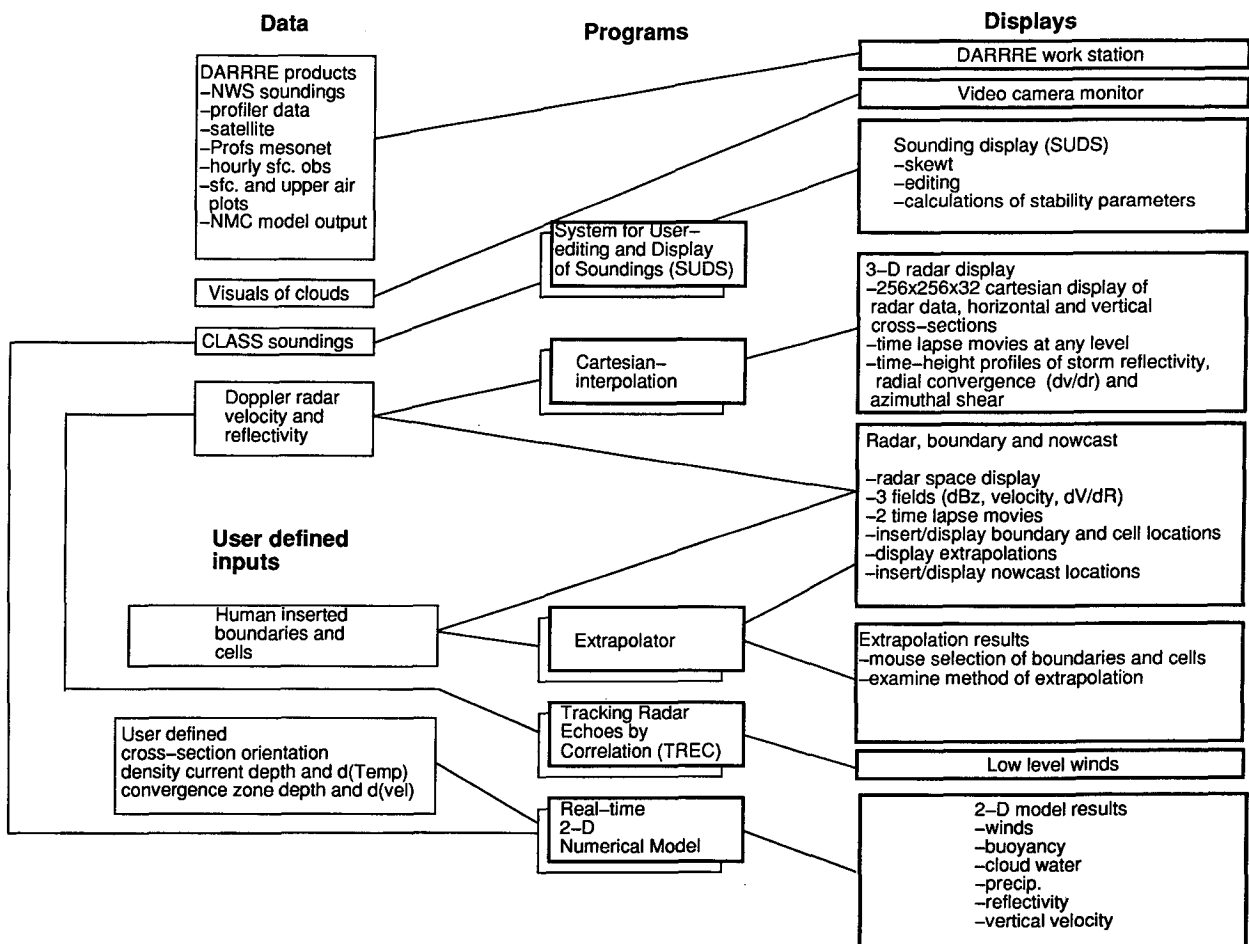 Data
Programs
Displays
DARRRE products
–NWS soundings
–profiler data
–satellite
–Profs mesonet
–hourly sfc. obs
–sfc. and upper air
plots
–NMC model output
Visuals of clouds
CLASS soundings
Doppler radar
velocity and
reflectivity
User defined
inputs
Human inserted
boundaries and
cells
User defined
cross–section orientation
density current depth and d(Temp)
convergence zone depth and d(vel)
System for User–
editing and Display
of Soundings (SUDS)
Cartesian–
interpolation
Extrapolator
Tracking Radar
Echoes by
Correlation (TREC)
Real–time
2–D
Numerical Model
DARRRE work station
Video camera monitor
Sounding display (SUDS)
–skewt
–editing
–calculations of stability parameters
3–D radar display
–256x256x32 cartesian display of
radar data, horizontal and vertical
cross–sections
–time lapse movies at any level
–time–height profiles of storm reflectivity,
radial convergence (dv/dr) and
azimuthal shear
Radar, boundary and nowcast
–radar space display
–3 fields (dBz, velocity, dV/dR)
–2 time lapse movies
–insert/display boundary and cell locations
–display extrapolations
–insert/display nowcast locations
Extrapolation results
–mouse selection of boundaries and cells
–examine method of extrapolation
Low level winds
2–D model results
–winds
–buoyancy
–cloud water
–precip.
–reflectivity
–vertical velocity